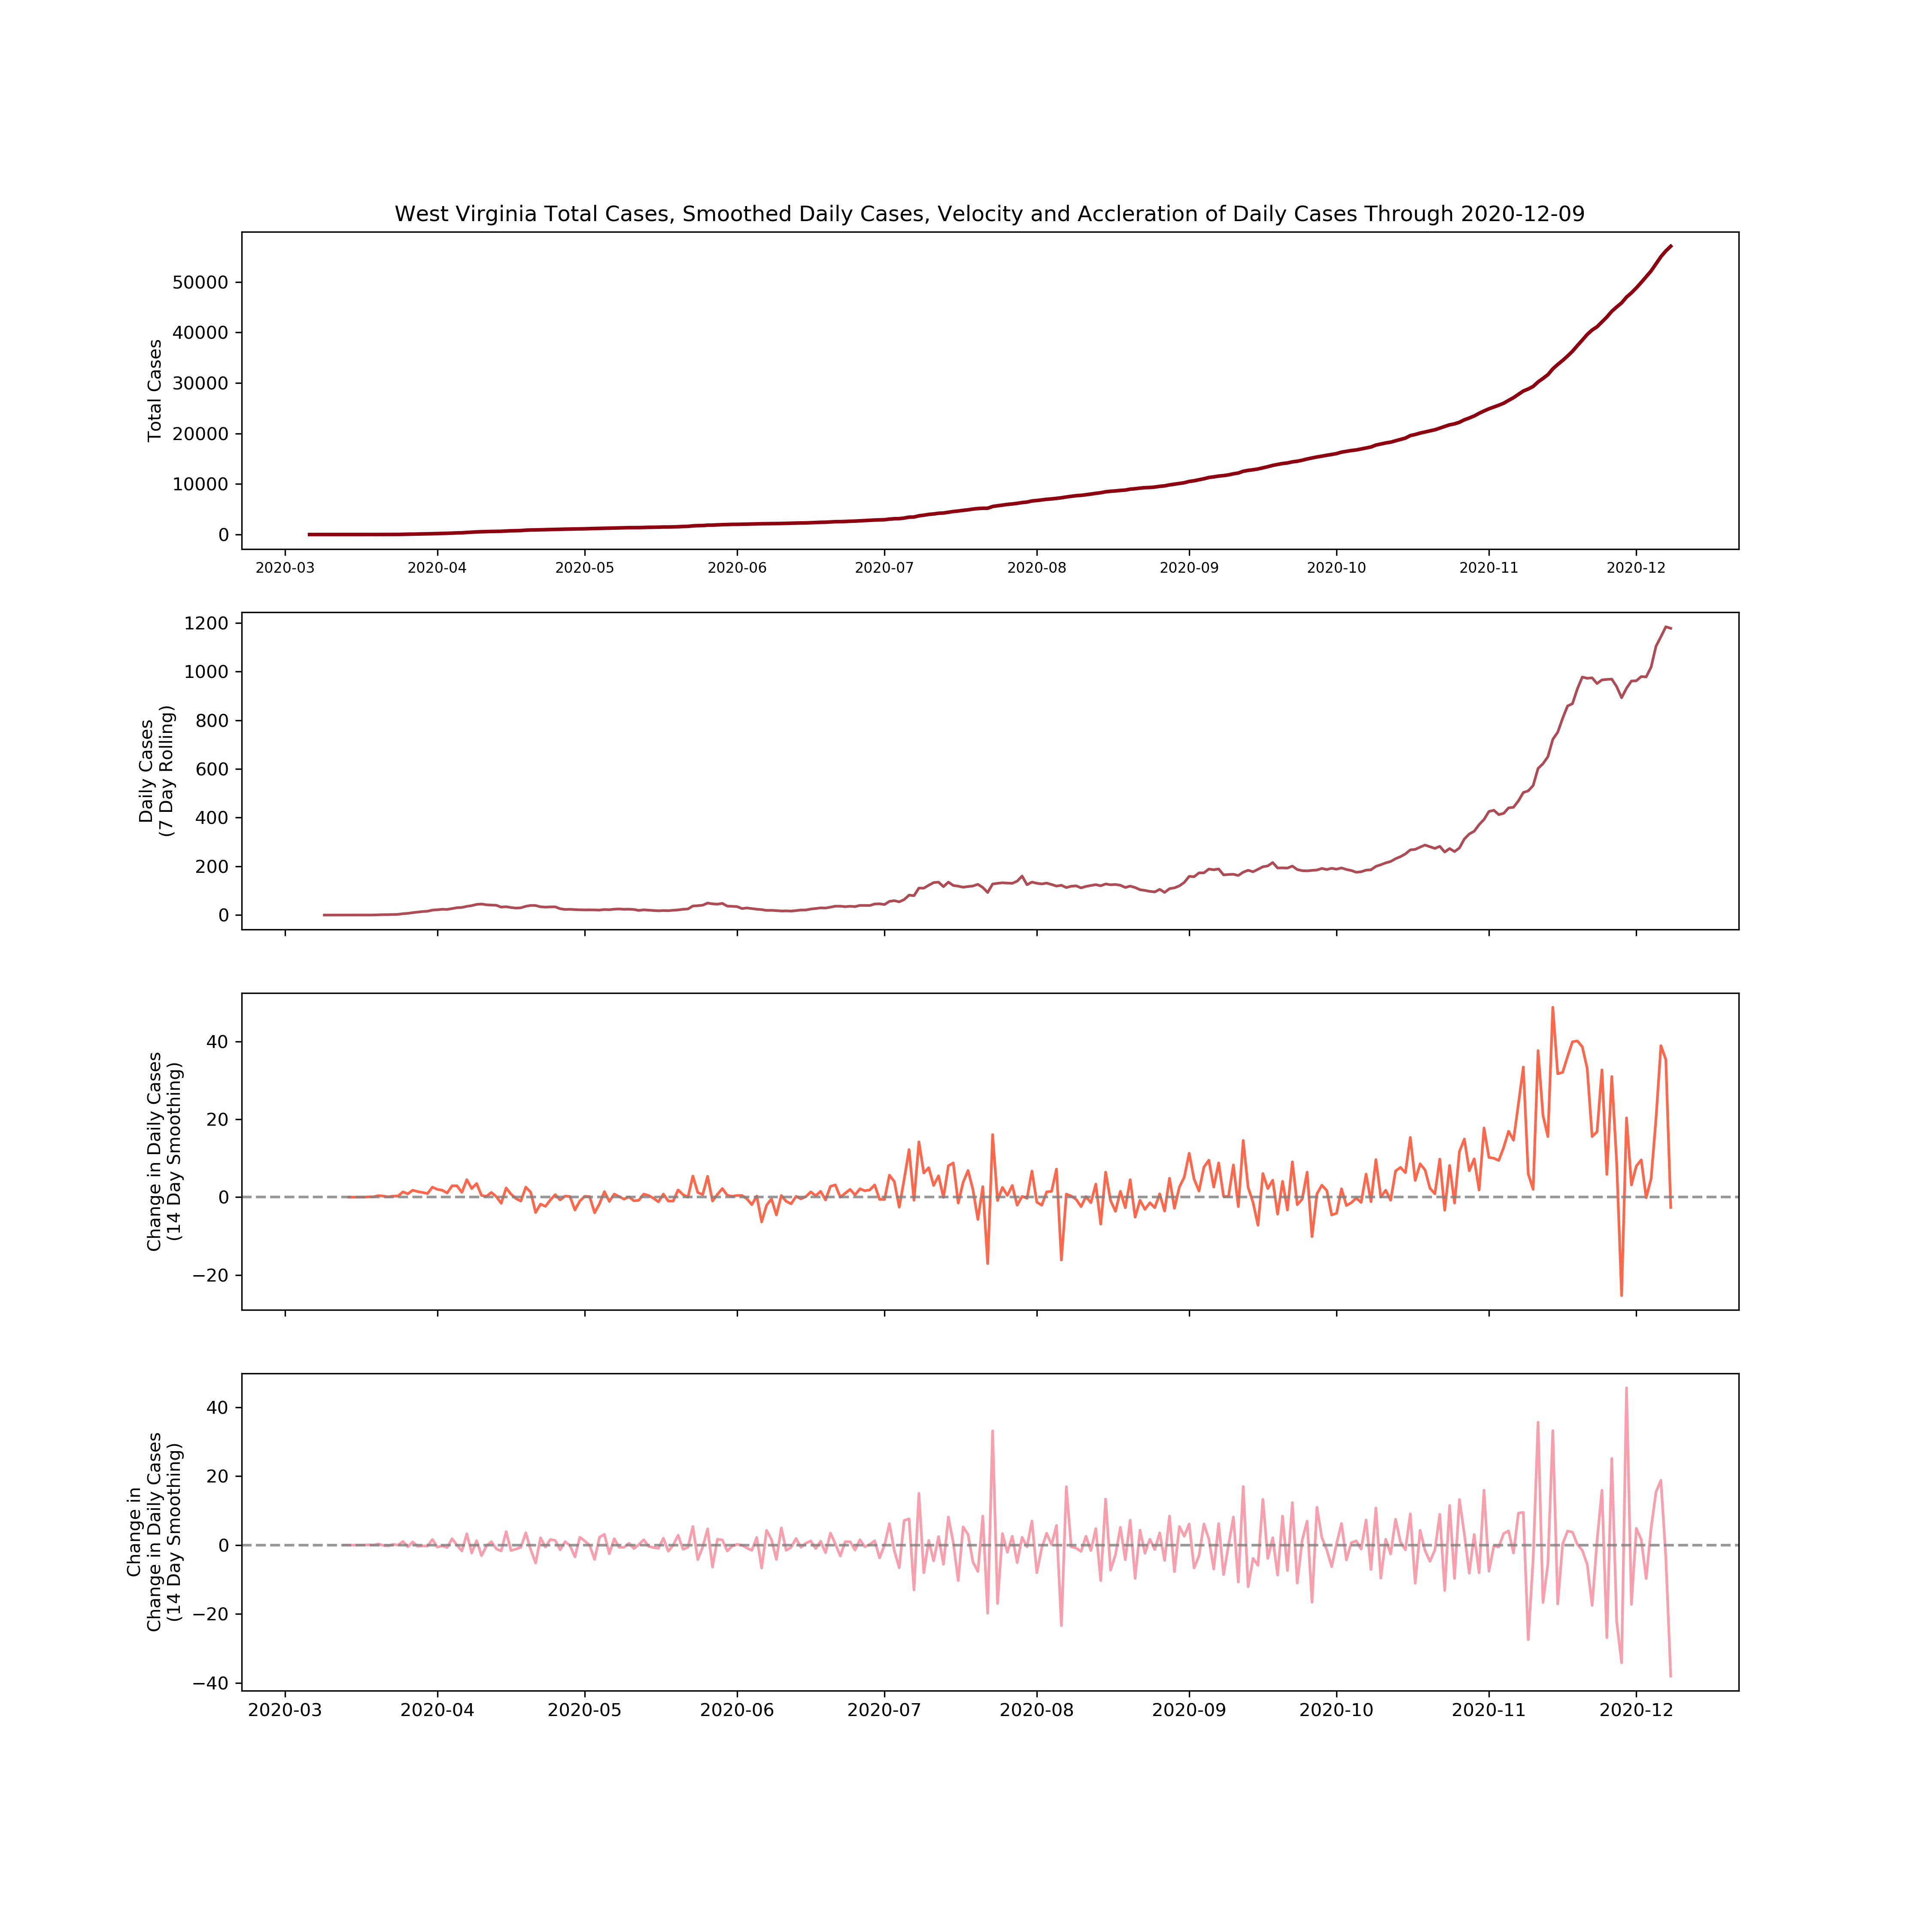 West Virginia Total Cases, Smoothed Daily Cases, Velocity and Accleration of Daily Cases Through 2020-12-09
Total Cases
50000
40000
30000
20000
10000
0
2020-03 2020-04 2020-05 2020-06 2020-07 2020-08 2020-09 2020-10 2020-11 2020-12
Daily Cases
(7 Day Rolling)
1200
1000
800
600
400
200
0
Change in Daily Cases
(14 Day Smoothing)
40
20
0
−20
Change in
Change in Daily Cases
(14 Day Smoothing)
40
20
0
−20
−40
2020-03 2020-04 2020-05 2020-06 2020-07 2020-08 2020-09 2020-10 2020-11 2020-12